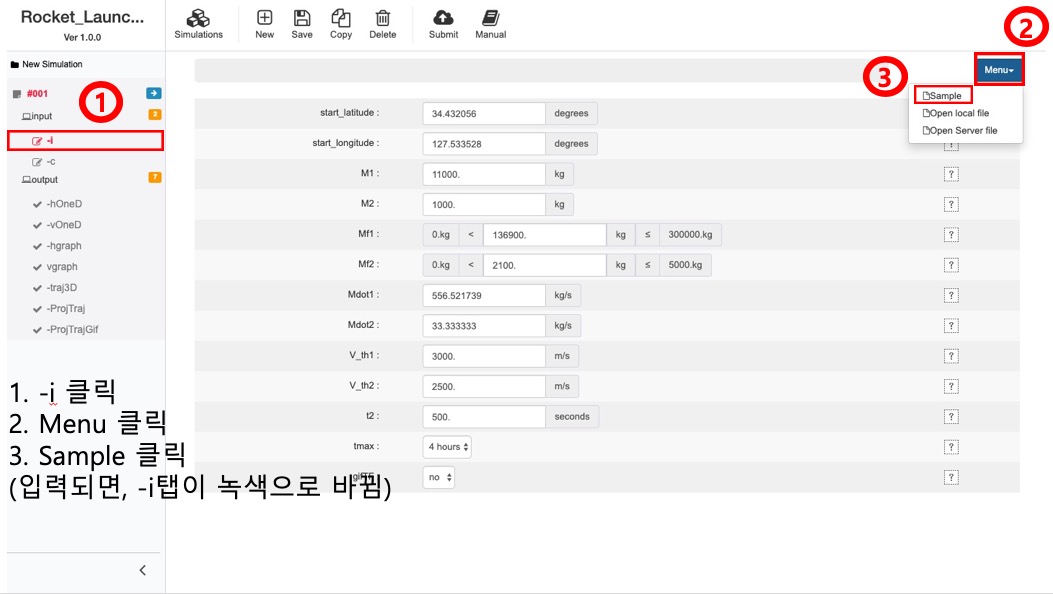 Rocket_Launc...
Ver 1.0.0
Simulations
New
Save
Copy
Delete
Submit
Manual
2
New Simulation
3
Menu
#001
1
Sample
input
2
Open local file
-i
Open Server file
-c
output
7
-hOneD
-vOneD
-hgraph
vgraph
-traj3D
-ProjTraj
-ProjTrajGif
start_latitude : 34.432056 degrees
start_longitude : 127.533528 degrees ?
M1 : 11000. kg ?
M2 : 1000. kg ?
Mf1 : 0.kg < 136900. kg ≤ 300000.kg ?
Mf2 : 0.kg < 2100. kg ≤ 5000.kg ?
Mdot1 : 556.521739 kg/s ?
Mdot2 : 33.333333 kg/s ?
V_th1 : 3000. m/s ?
V_th2 : 2500. m/s ?
t2 : 500. seconds ?
tmax : 4 hours ?
no ?
1. -i 클릭
2. Menu 클릭
3. Sample 클릭
(입력되면, -i탭이 녹색으로 바뀜)